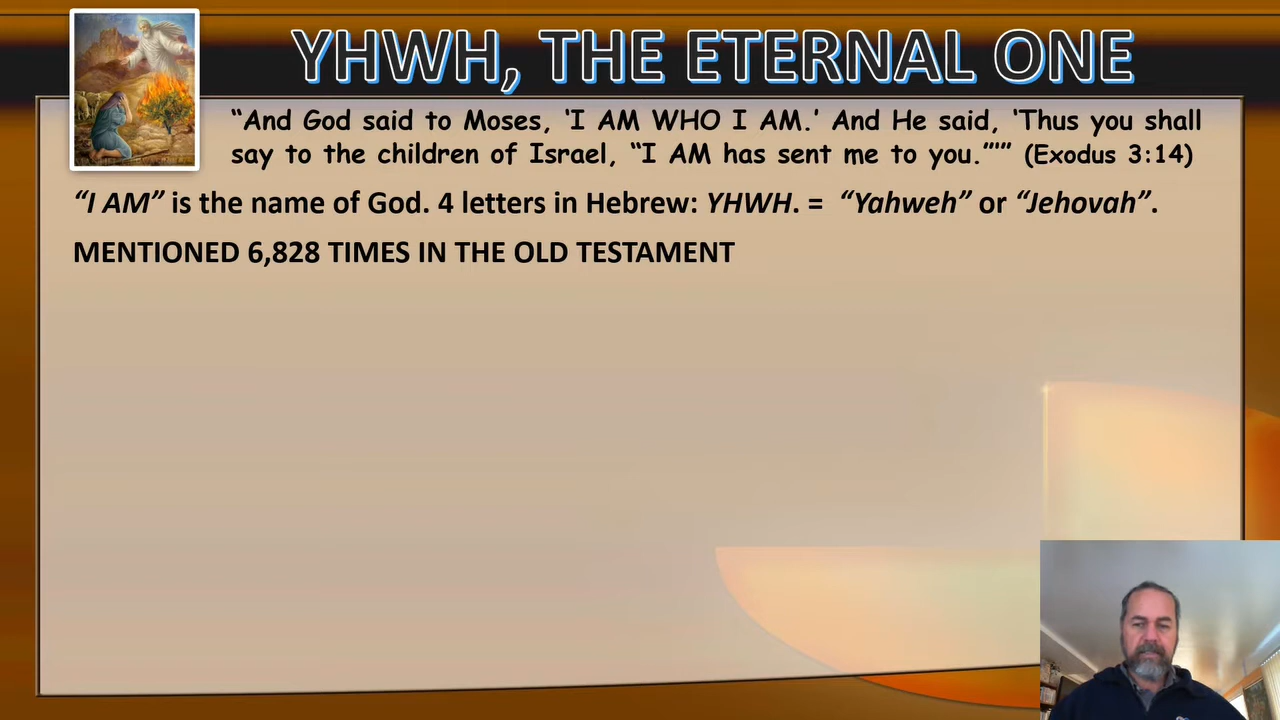 YHWH, THE ETERNAL ONE
“And God said to Moses, ‘I AM WHO I AM.’ And He said, ‘Thus you shall
say to the children of Israel, “I AM has sent me to you.”’” (Exodus 3:14)
“I AM” is the name of God. 4 letters in Hebrew: YHWH. = “Yahweh” or “Jehovah”.
MENTIONED 6,828 TIMES IN THE OLD TESTAMENT